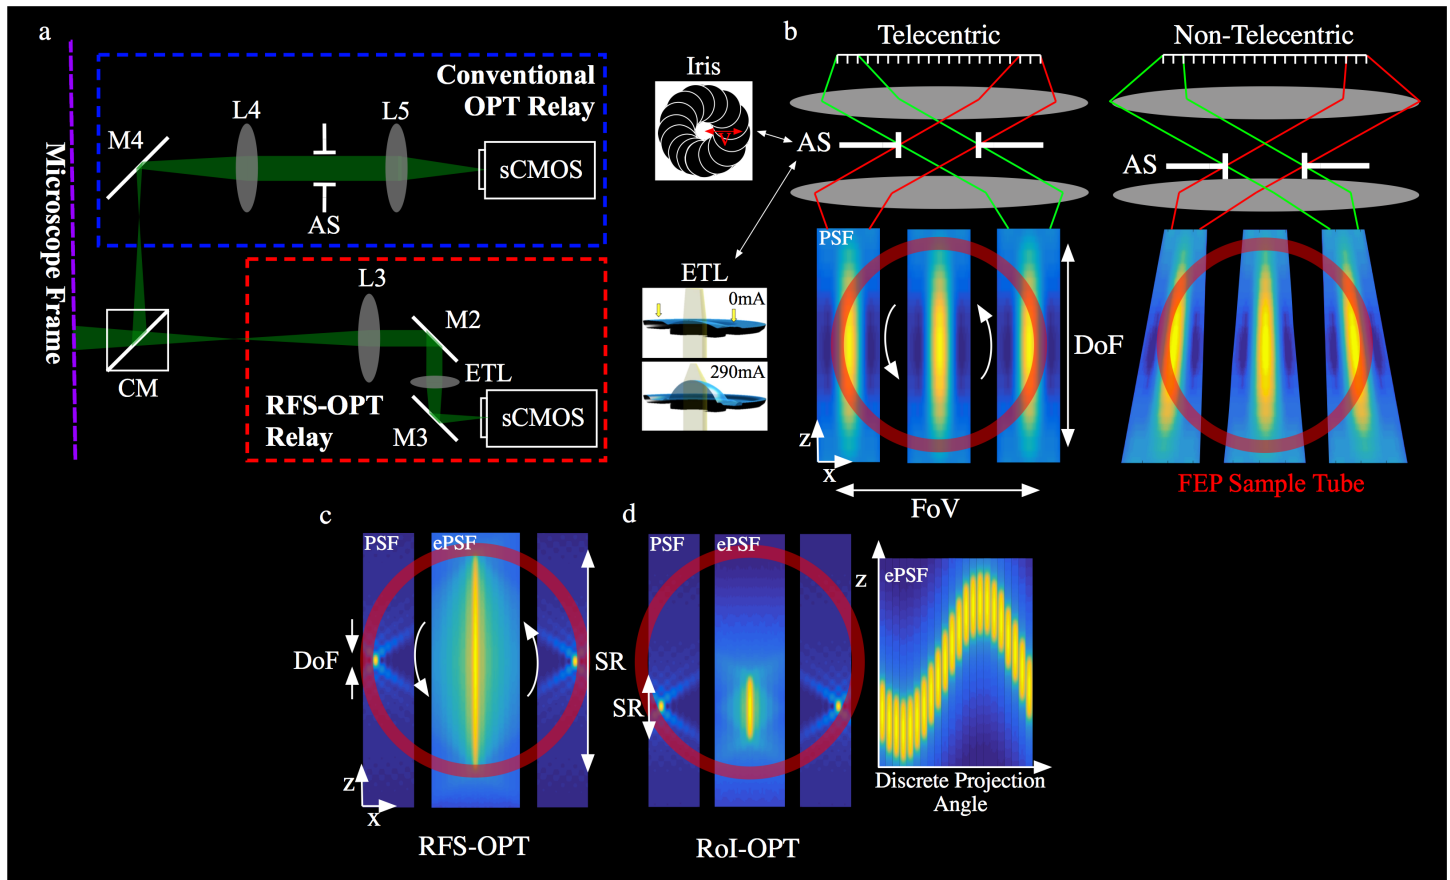 a
Microscope Frame
Conventional
OPT Relay
M4
L4
L5
AS
sCMOS
CM
L3
M2
ETL
M3
sCMOS
RFS-OPT
Relay
Iris
ETL
0mA
290mA
b
Telecentric
Non-Telecentric
AS
AS
PSF
DoF
z
x
FoV
FEP Sample Tube
c
PSF
ePSF
DoF
SR
z
x
RFS-OPT
d
PSF
ePSF
SR
RoI-OPT
z
ePSF
Discrete Projection
Angle